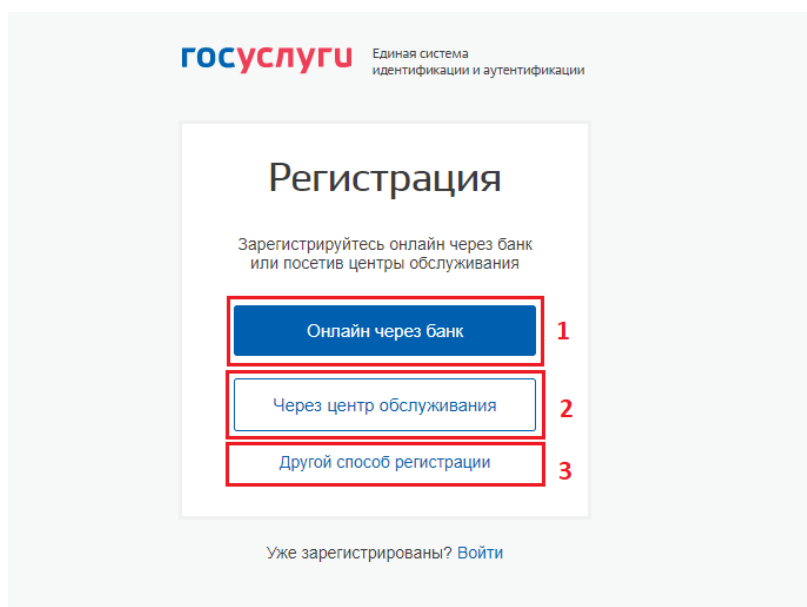 госуслуги
Единая система
идентификации и аутентификации
Регистрация
Зарегистрируйтесь онлайн через банк
или посетив центры обслуживания
Онлайн через банк
1
Через центр обслуживания
2
Другой способ регистрации
3
Уже зарегистрированы? Войти